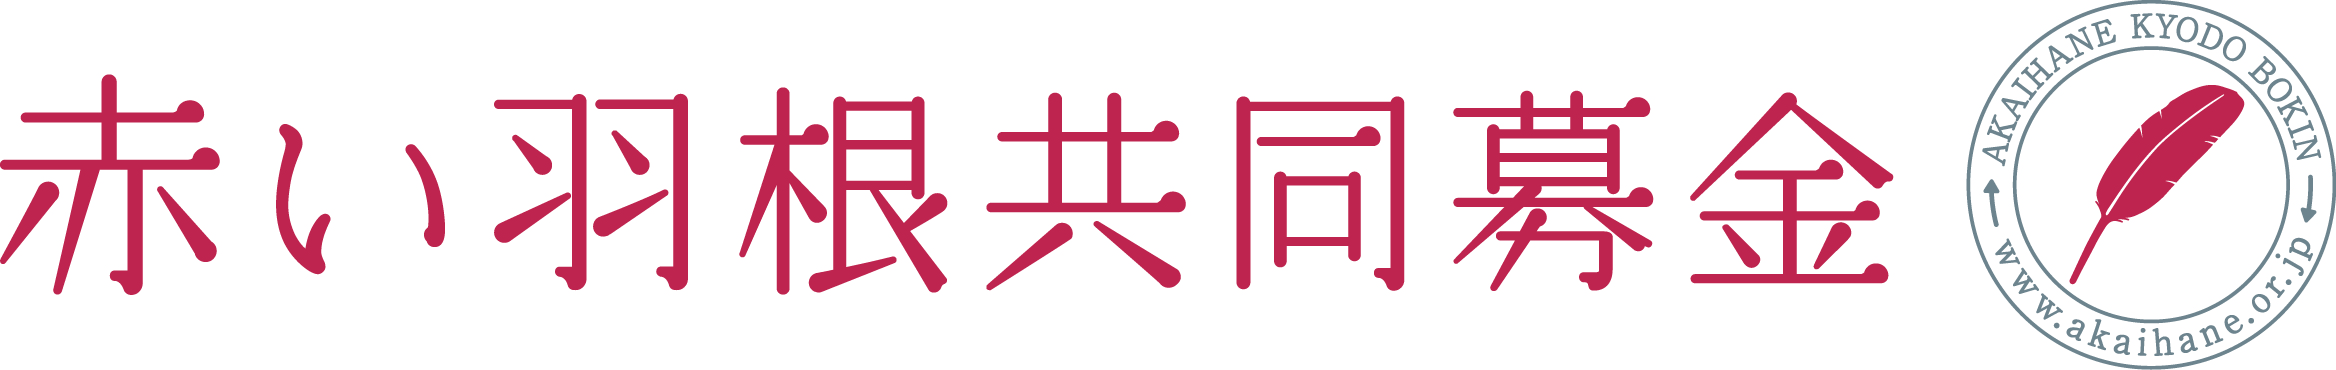 赤い羽根共同募金
AKAIHANE KYODO BOKIN
www.akaihane.or.jp